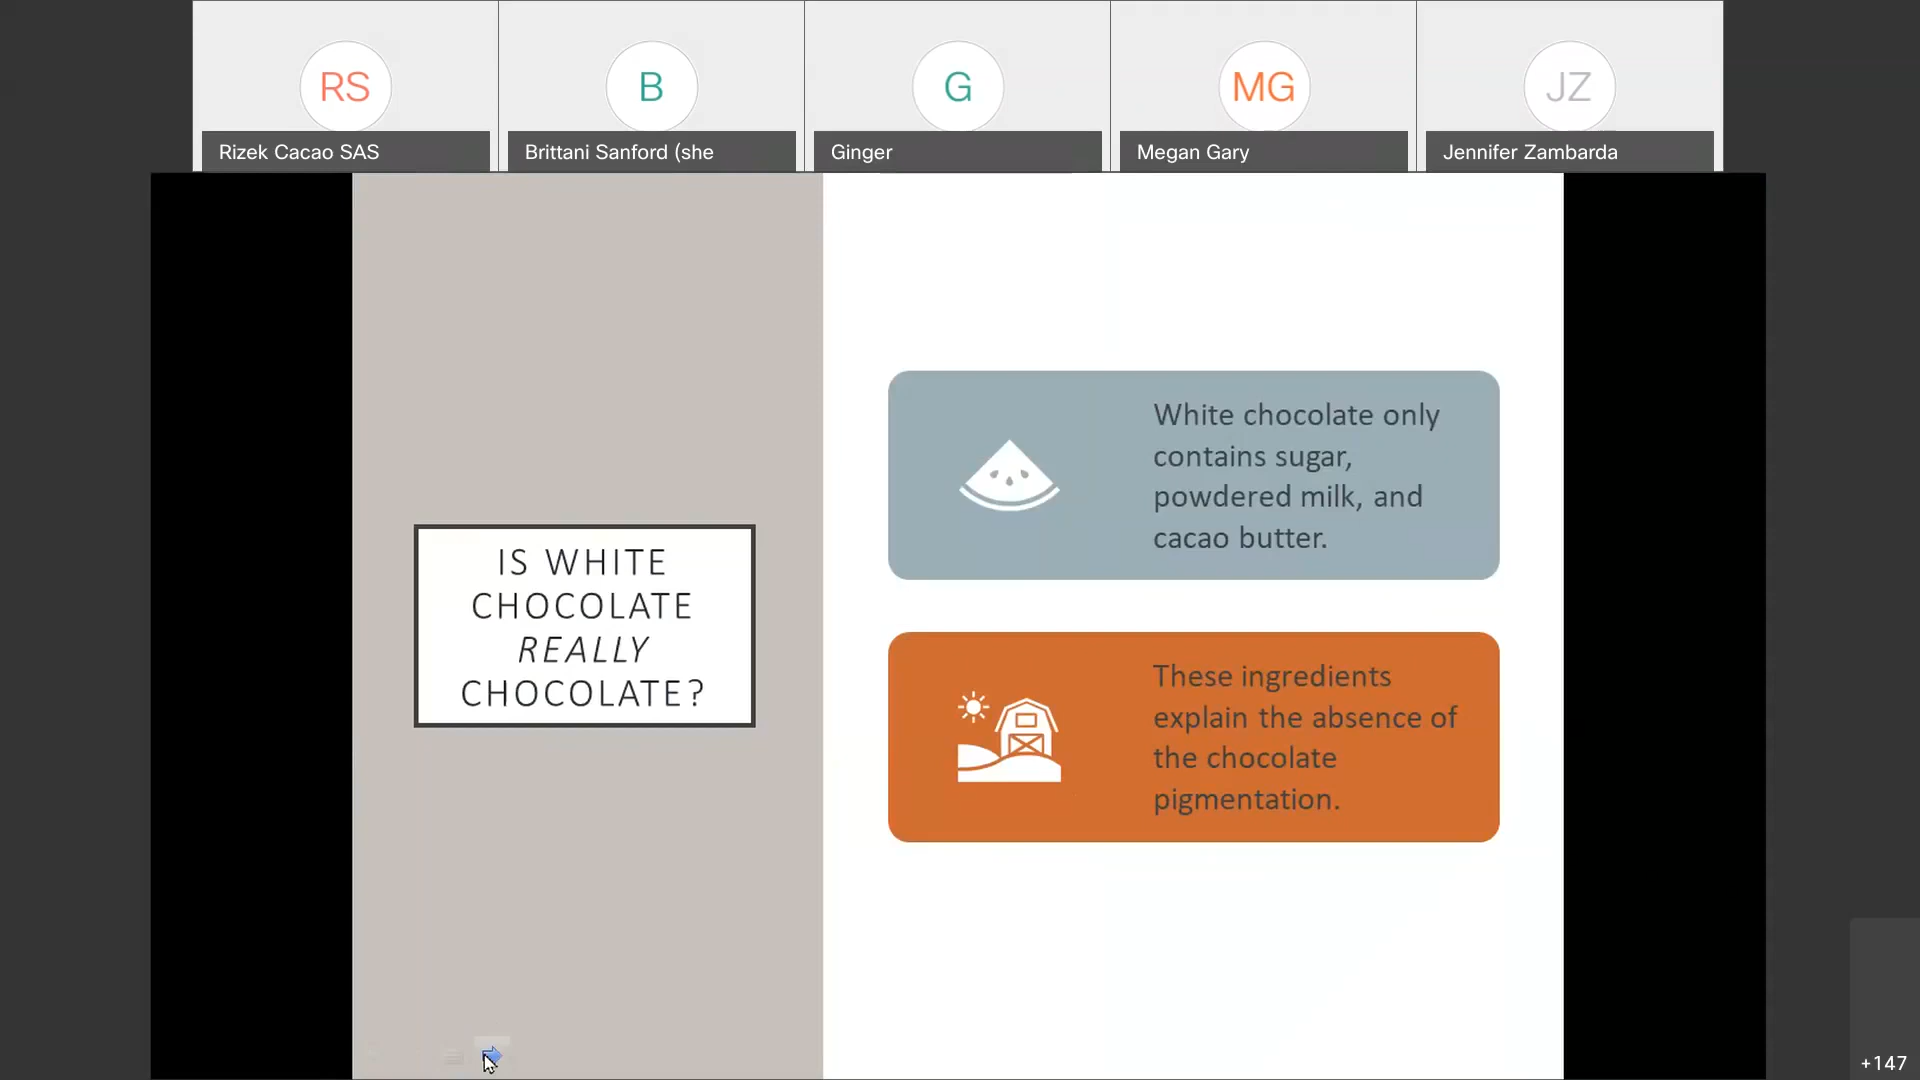 RS
B
G
MG
JZ
Rizek Cacao SAS
Brittani Sanford (she
Ginger
Megan Gary
Jennifer Zambarda
IS WHITE
CHOCOLATE
REALLY
CHOCOLATE?
White chocolate only
contains sugar,
powdered milk, and
cacao butter.
These ingredients
explain the absence of
the chocolate
pigmentation.
+147